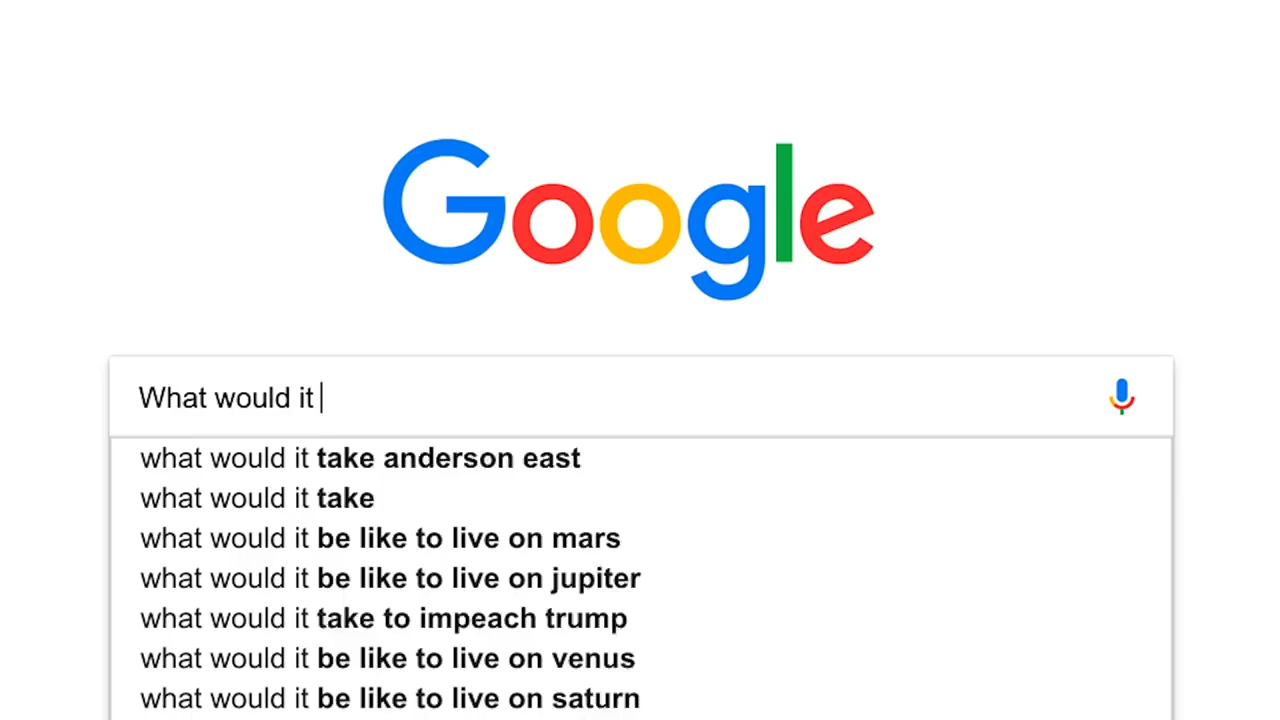 Google
What would it
what would it take anderson east
what would it take
what would it be like to live on mars
what would it be like to live on jupiter
what would it take to impeach trump
what would it be like to live on venus
what would it be like to live on saturn